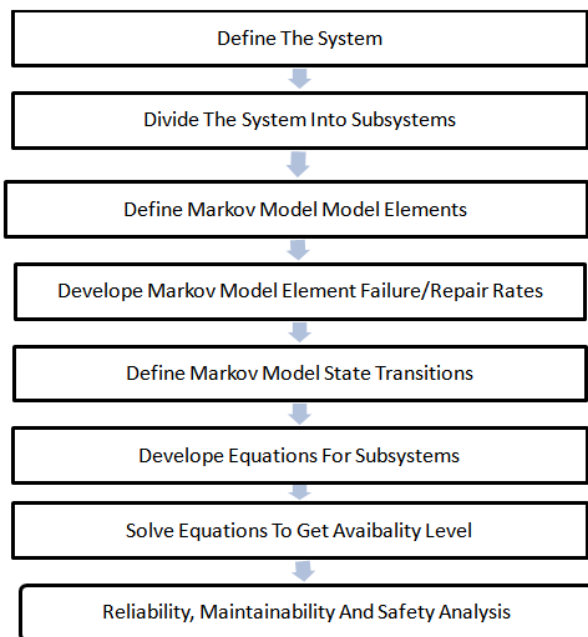 Define The System
Divide The System Into Subsystems
Define Markov Model Model Elements
Develope Markov Model Element Failure/Repair Rates
Define Markov Model State Transitions
Develope Equations For Subsystems
Solve Equations To Get Avaibality Level
Reliability, Maintainability And Safety Analysis